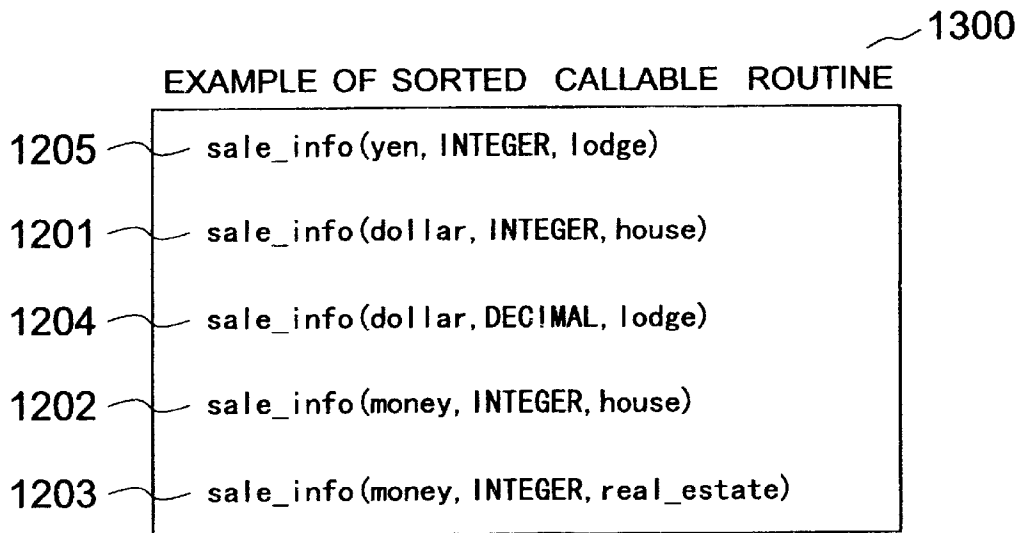 1300
EXAMPLE OF SORTED CALLABLE ROUTINE
1205 sale_info(yen, INTEGER, lodge)
1201 sale_info(dollar, INTEGER, house)
1204 sale_info(dollar, DECIMAL, lodge)
1202 sale_info(money, INTEGER, house)
1203 sale_info(money, INTEGER, real_estate)